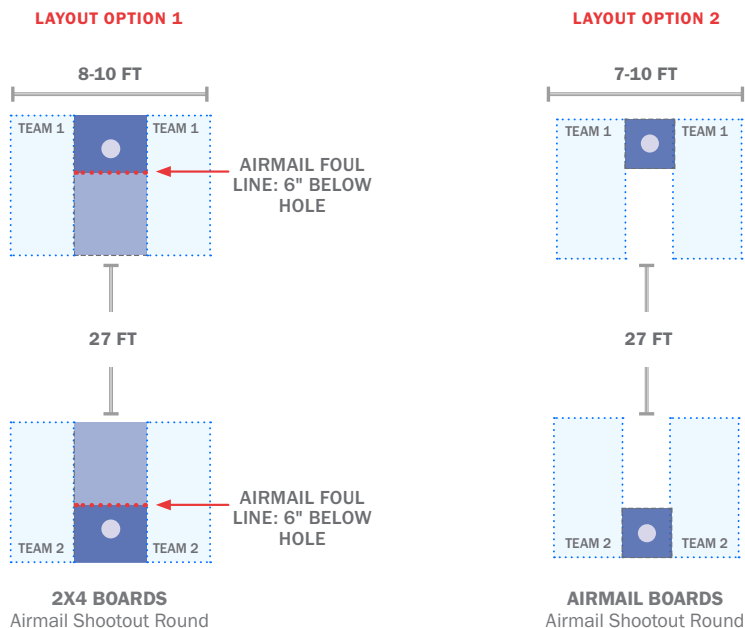 LAYOUT OPTION 1
8-10 FT
TEAM 1
TEAM 1
AIRMAIL FOUL
LINE: 6" BELOW
HOLE
27 FT
AIRMAIL FOUL
LINE: 6" BELOW
HOLE
TEAM 2
TEAM 2
2X4 BOARDS
Airmail Shootout Round
LAYOUT OPTION 2
7-10 FT
TEAM 1
TEAM 1
27 FT
TEAM 2
TEAM 2
AIRMAIL BOARDS
Airmail Shootout Round